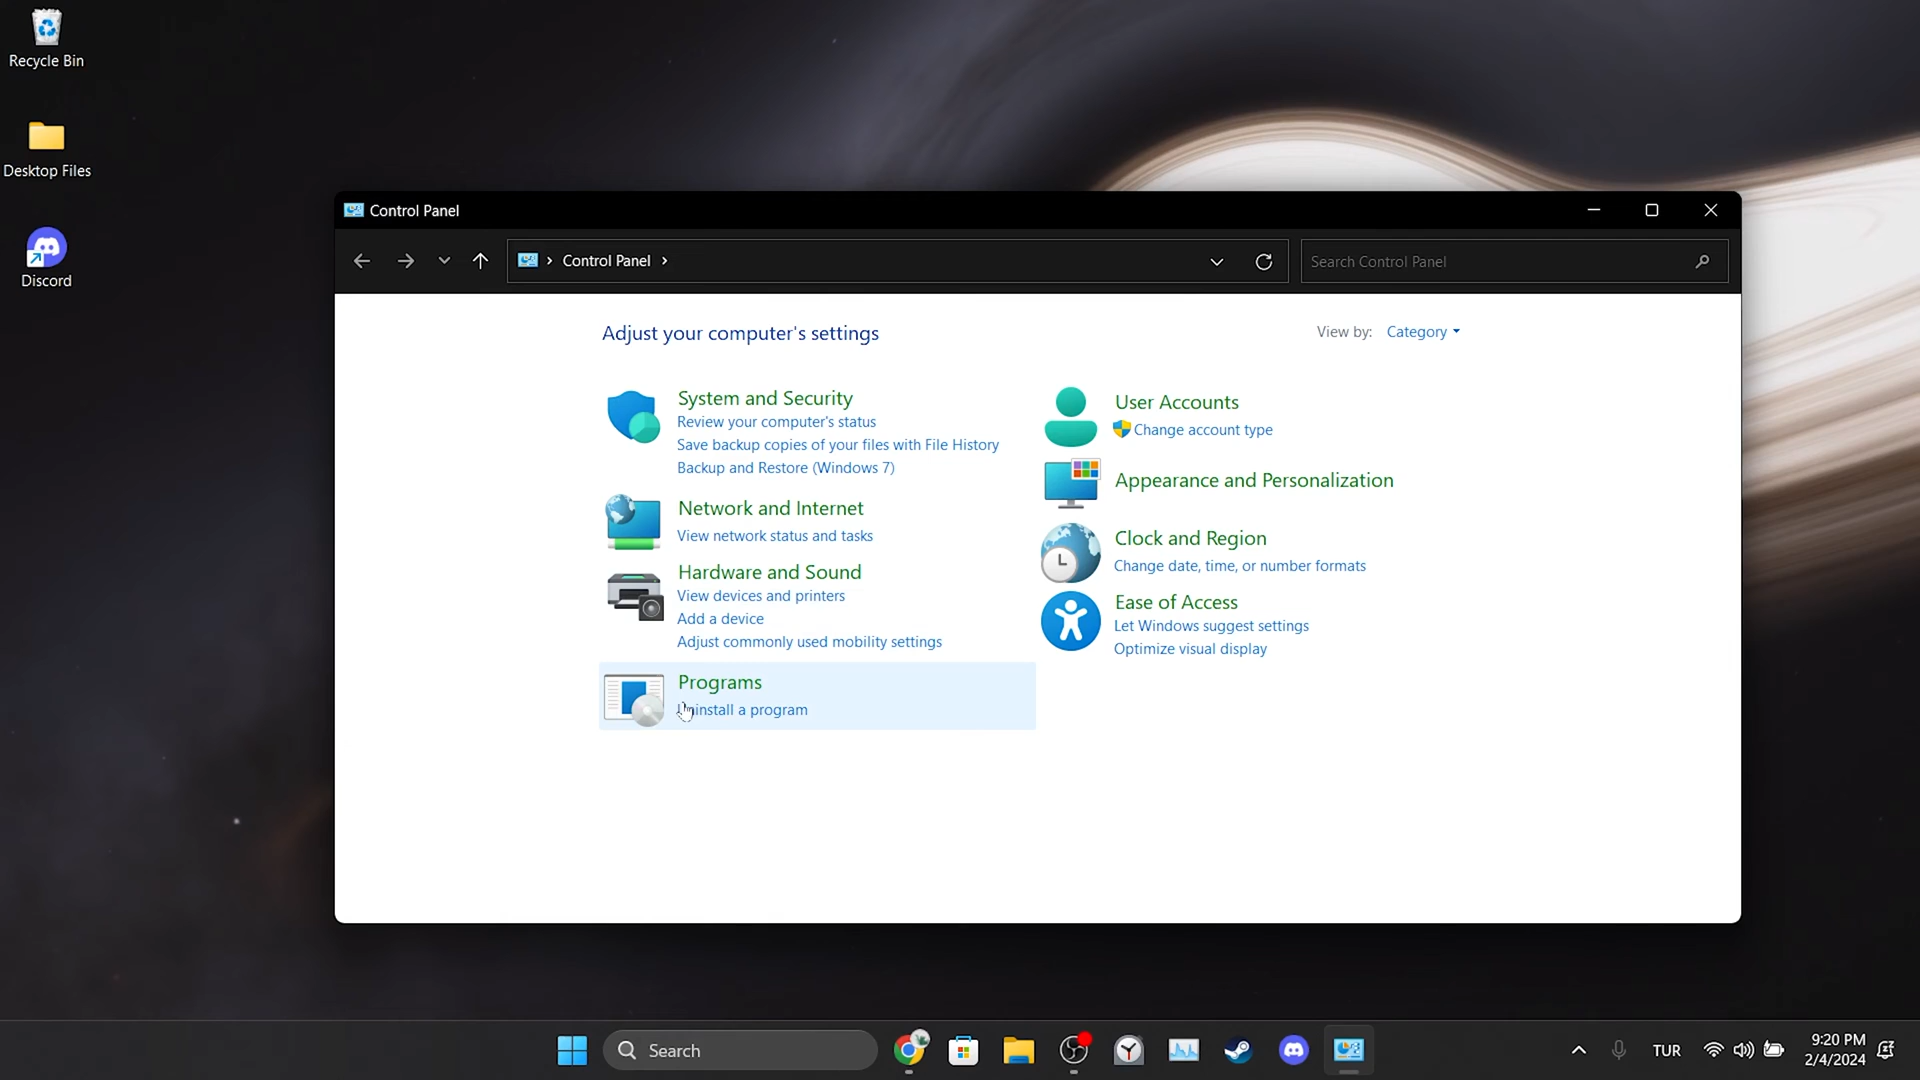 Recycle Bin
Desktop Files
Discord
Control Panel
Control Panel
Search Control Panel
Adjust your computer's settings
View by: Category
System and Security
Review your computer's status
Save backup copies of your files with File History
Backup and Restore (Windows 7)
Network and Internet
View network status and tasks
Hardware and Sound
View devices and printers
Add a device
Adjust commonly used mobility settings
Programs
Uninstall a program
User Accounts
Change account type
Appearance and Personalization
Clock and Region
Change date, time, or number formats
Ease of Access
Let Windows suggest settings
Optimize visual display
Search
TUR
9:20 PM
2/4/2024